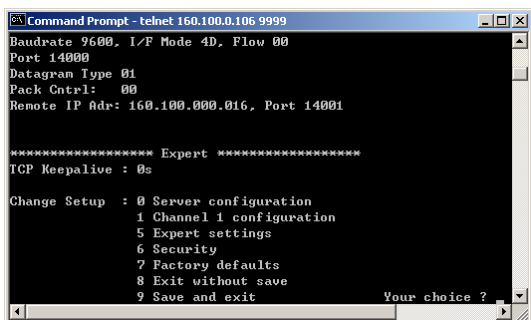 Command Prompt - telnet 160.100.0.106 9999
Baudrate 9600, I/F Mode 4D, Flow 00
Port 14000
Datagram Type 01
Pack Cntrl:   00
Remote IP Adr: 160.100.000.016, Port 14001
****************** Expert ******************
TCP Keepalive : 0s
Change Setup  : 0 Server configuration
1 Channel 1 configuration
5 Expert settings
6 Security
7 Factory defaults
8 Exit without save
9 Save and exit            Your choice ? _